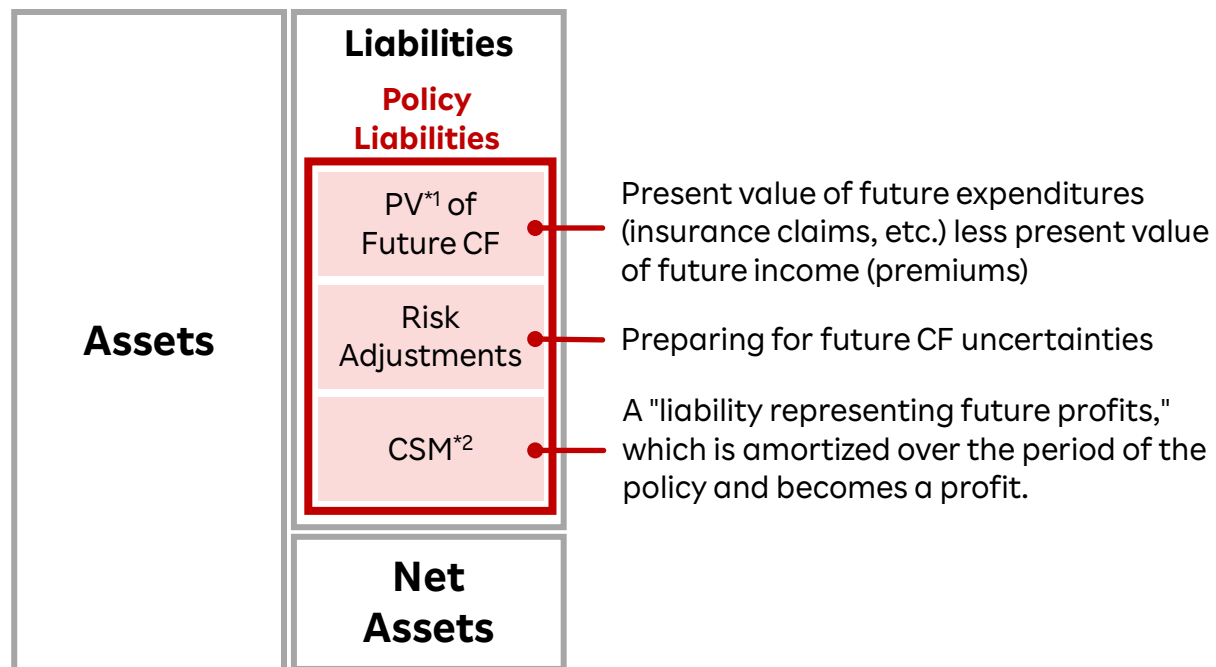 Assets
Liabilities
Policy
Liabilities
PV*1 of
Future CF
Present value of future expenditures
(insurance claims, etc.) less present value
of future income (premiums)
Risk
Adjustments
Preparing for future CF uncertainties
CSM*2
A "liability representing future profits,"
which is amortized over the period of the
policy and becomes a profit.
Net
Assets